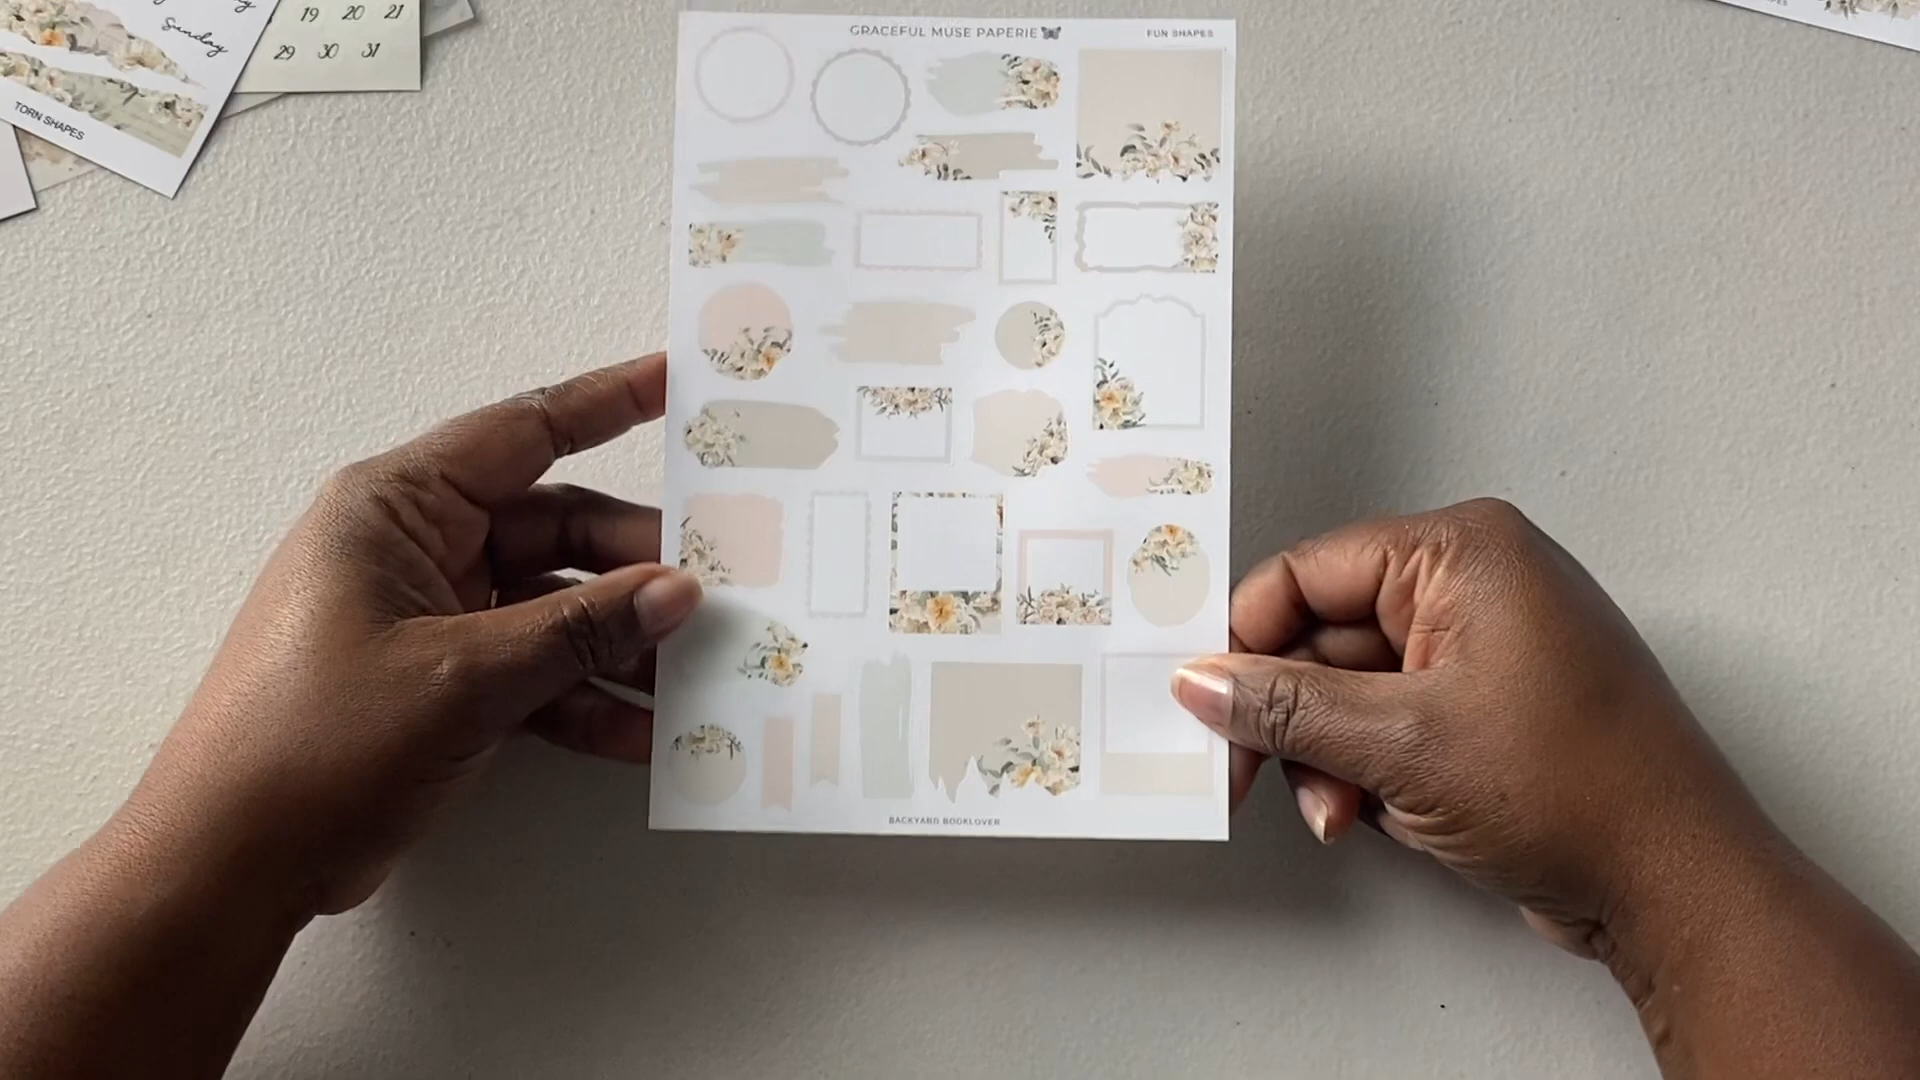 Sunday
TORN SHAPES
19 20 21
29 30 31
GRACEFUL MUSE PAPERIE
FUN SHAPES
BACKYARD BOOKLOVER